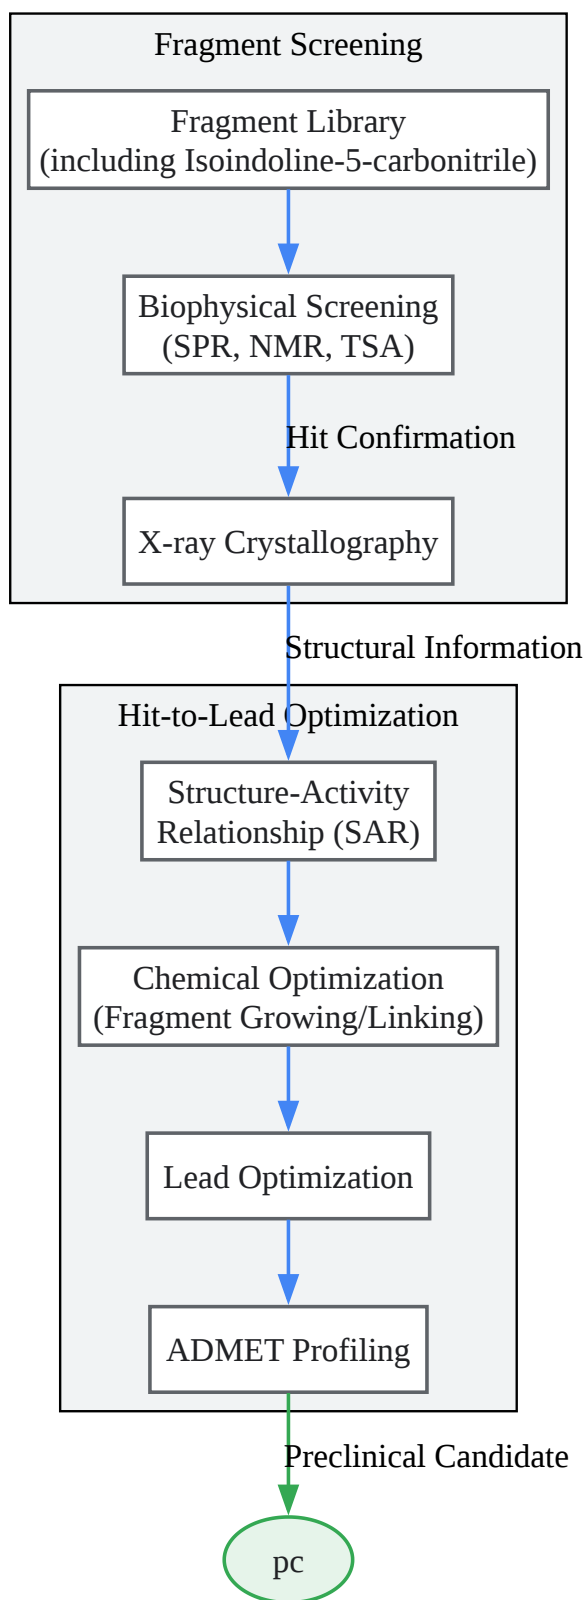 Fragment Screening
Fragment Library
(including Isoindoline-5-carbonitrile)
Biophysical Screening
(SPR, NMR, TSA)
Hit Confirmation
X-ray Crystallography
Structural Information
Hit-to-Lead Optimization
Structure-Activity
Relationship (SAR)
Chemical Optimization
(Fragment Growing/Linking)
Lead Optimization
ADMET Profiling
Preclinical Candidate
pc